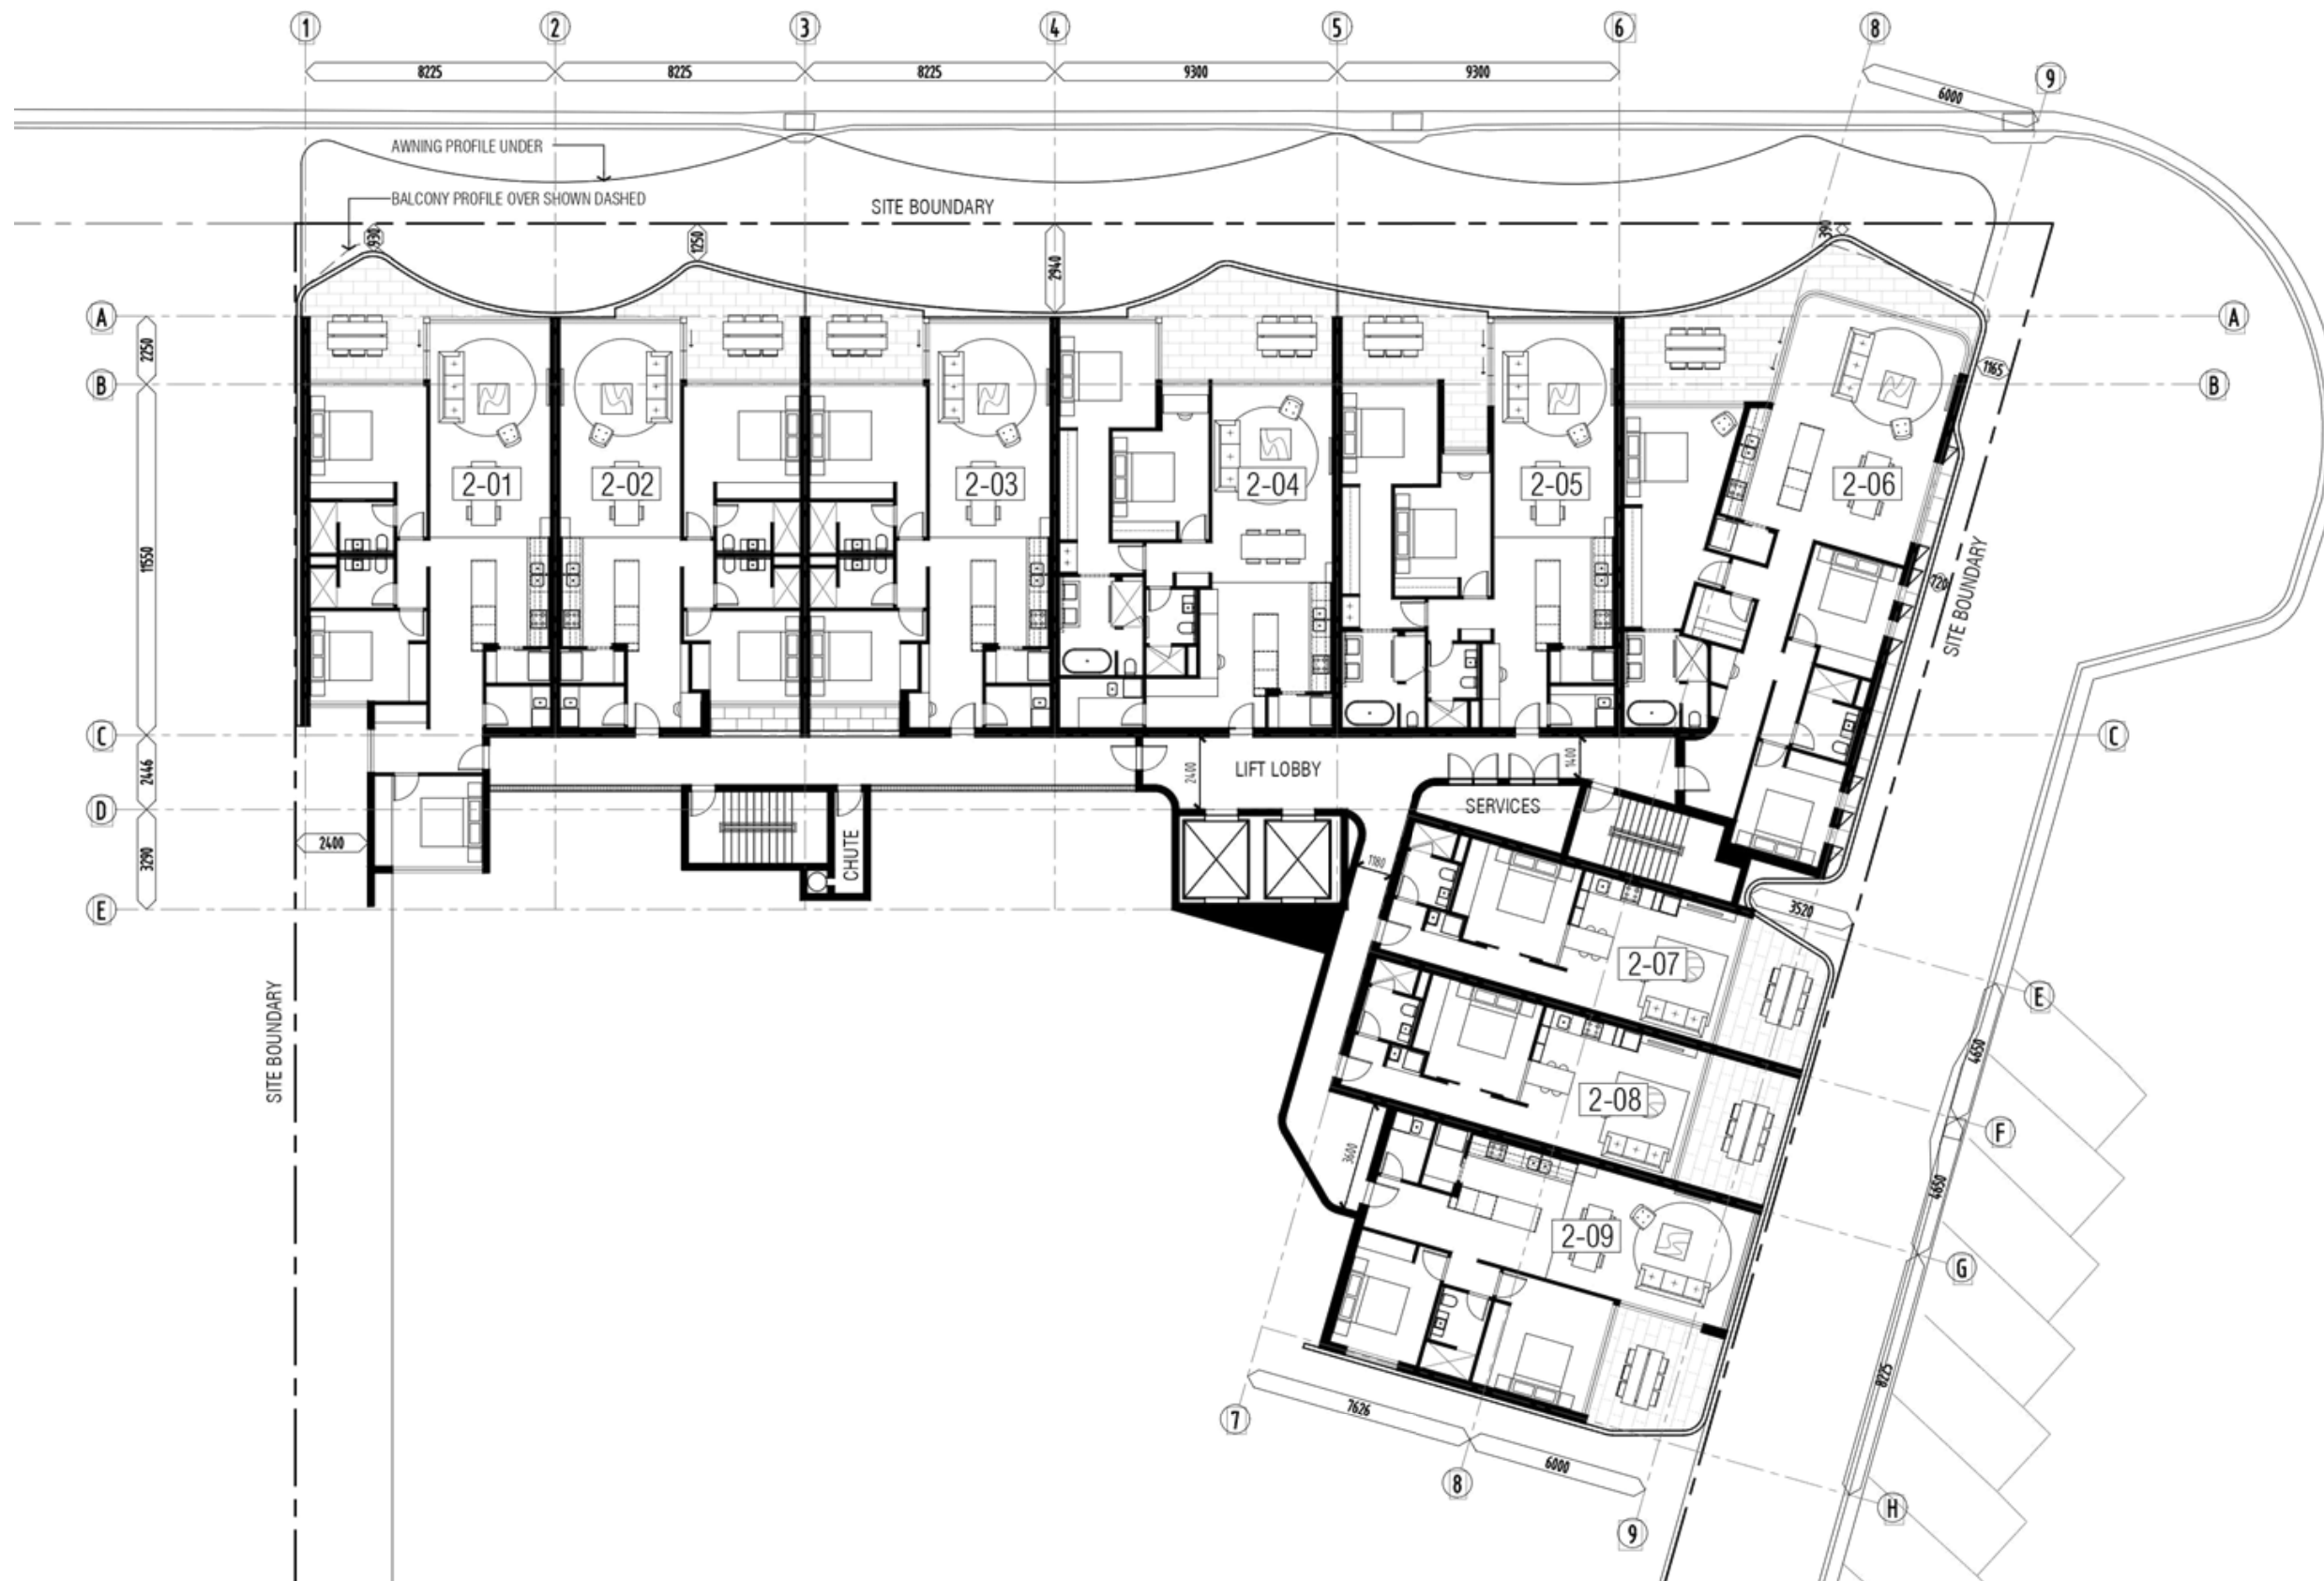 1
2
3
4
5
6
8
9
8225
8225
8225
9300
9300
6000
AWNING PROFILE UNDER
BALCONY PROFILE OVER SHOWN DASHED
SITE BOUNDARY
930
1250
2940
390
A
A
2250
B
B
1165
11550
2-01
2-02
2-03
2-04
2-05
2-06
720
SITE BOUNDARY
C
C
2446
2400
LIFT LOBBY
1400
D
SERVICES
2400
CHUTE
3290
1180
E
3520
2-07
E
SITE BOUNDARY
4650
2-08
F
3600
4650
2-09
G
8225
7
7626
6000
8
H
9